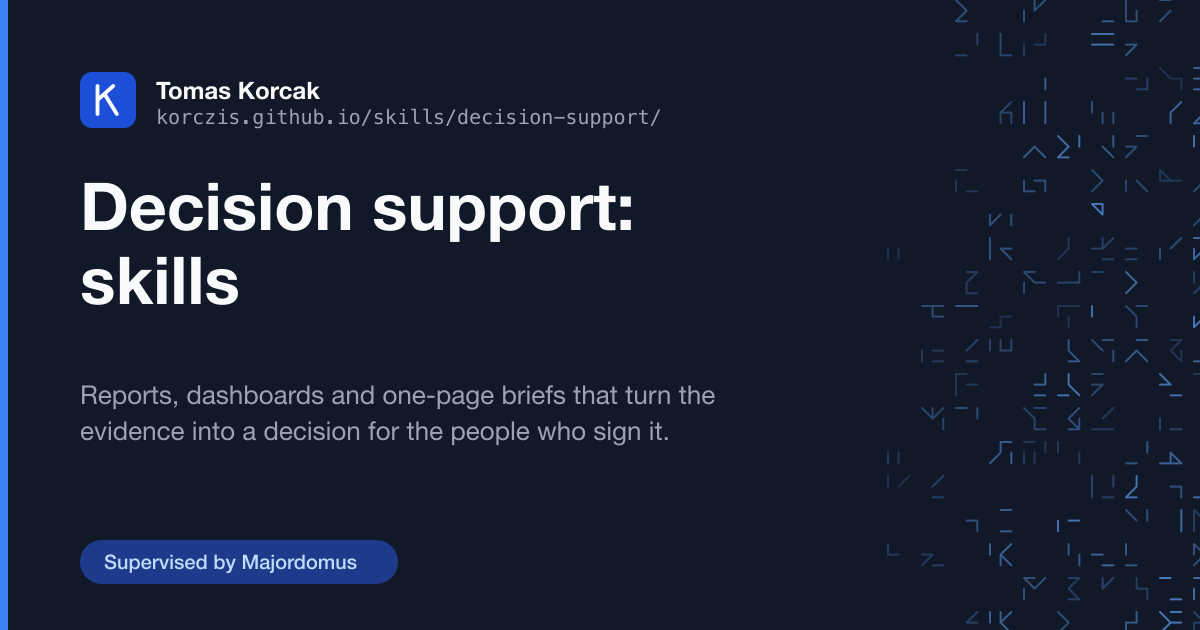 K
Tomas Korcak
korczis.github.io/skills/decision-support/
Decision support:
skills
Reports, dashboards and one-page briefs that turn the
evidence into a decision for the people who sign it.
Supervised by Majordomus